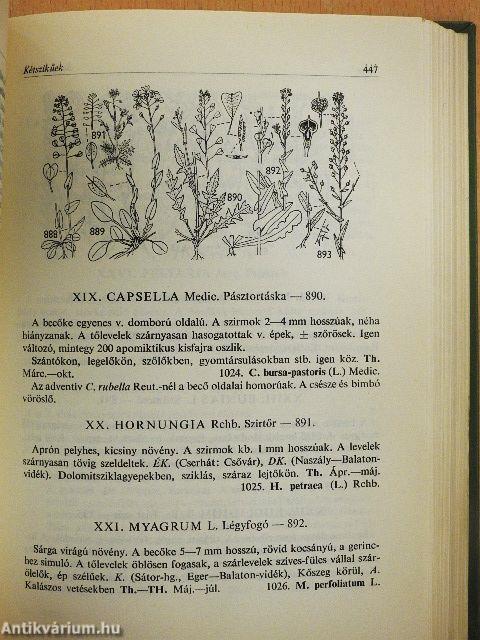 Kétszikűek 447
891
890
892
888
889
893
XIX. CAPSELLA Medic. Pásztortáska — 890.
A becőke egyenes v. domború oldalú. A szirmok 2—4 mm hosszúak, néha
hiányzanak. A tőlevelek szárnyasan hasogatottak v. épek, ± szőrösek. Igen
változó, mintegy 200 apomiktikus kisfajra oszlik.
Szántókon, legelőkön, szőlőkben, gyomtársulásokban stb. igen köz. Th.
Márc.—okt. 1024. C. bursa-pastoris (L.) Medic.
Az adventív C. rubella Reut.-nél a becő oldalai homorúak. A csésze és bimbó
vöröslő.
XX. HORNUNGIA Rchb. Szirtőr — 891.
Aprón pelyhes, kicsiny növény. A szirmok kb. 1 mm hosszúak. A levelek
szárnyasan tövig szeldeltek. ÉK. (Cserhát: Csővár), DK. (Naszály—Balaton-
vidék). Dolomitsziklagyepekben, sziklás, száraz lejtőkön. Th. Ápr.—máj.
1025. H. petraea (L.) Rchb.
XXI. MYAGRUM L. Légyfogó — 892.
Sárga virágú növény. A becőke 5—7 mm hosszú, rövid kocsányú, a gerinc-
hez simuló. A tőlevelek öblösen fogasak, a szárlevelek szíves-füles vállal szár-
ölelők, ép szélűek. K. (Sátor-hg., Eger—Balaton-vidék), Kőszeg körül, A.
Kalászos vetésekben Th.—TH. Máj.—júl. 1026. M. perfoliatum L.
Antikvárium.hu